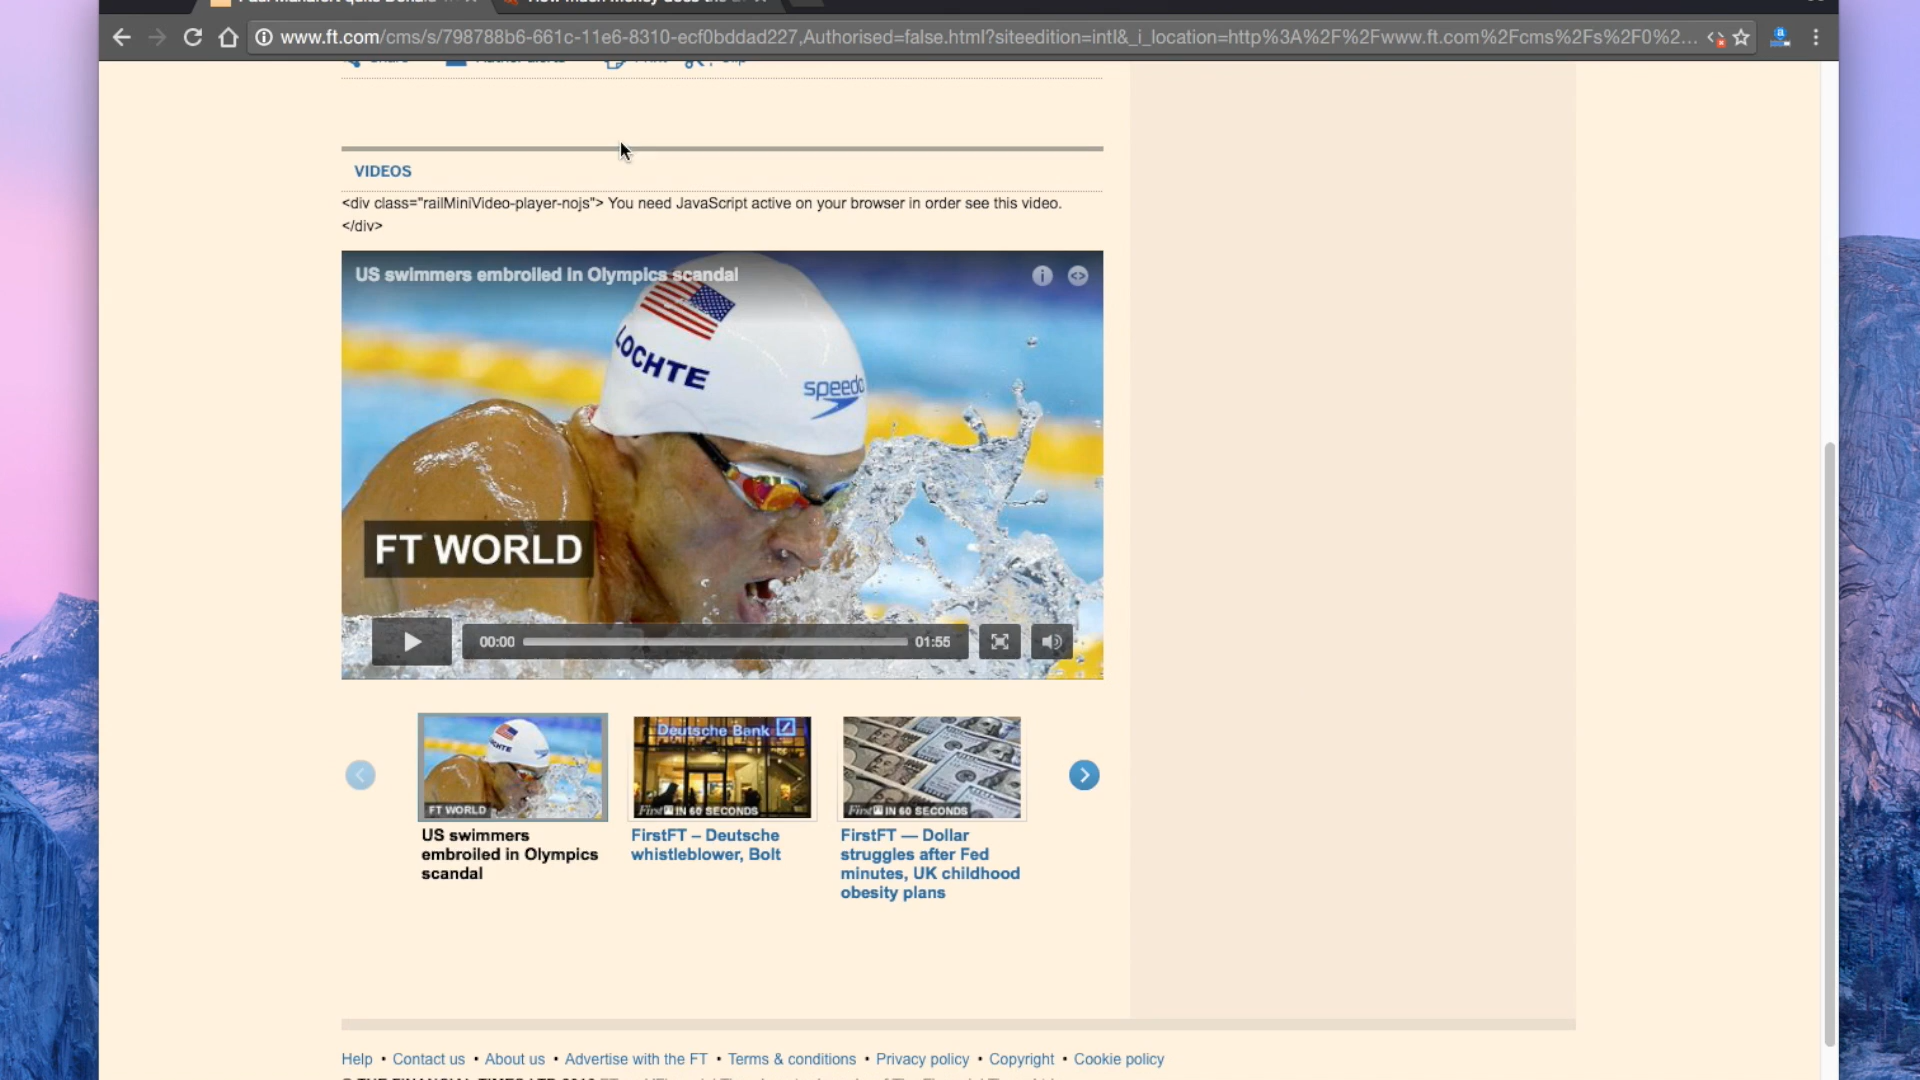 www.ft.com/cms/s/798788b6-661c-11e6-8310-ecf0bddad227,Authorised=false.html?siteedition=intl&_i_location=http%3A%2F%2Fwww.ft.com%2Fcms%2Fs%2F0%2...
VIDEOS
<div class="railMiniVideo-player-nojs"> You need JavaScript active on your browser in order see this video.
</div>
US swimmers embroiled in Olympics scandal
LOCHTE
speedo
FT WORLD
00:00
01:55
FT WORLD
Deutsche Bank
First FT IN 60 SECONDS
First FT IN 60 SECONDS
US swimmers
embroiled in Olympics
scandal
FirstFT – Deutsche
whistleblower, Bolt
FirstFT — Dollar
struggles after Fed
minutes, UK childhood
obesity plans
Help • Contact us • About us • Advertise with the FT • Terms & conditions • Privacy policy • Copyright • Cookie policy